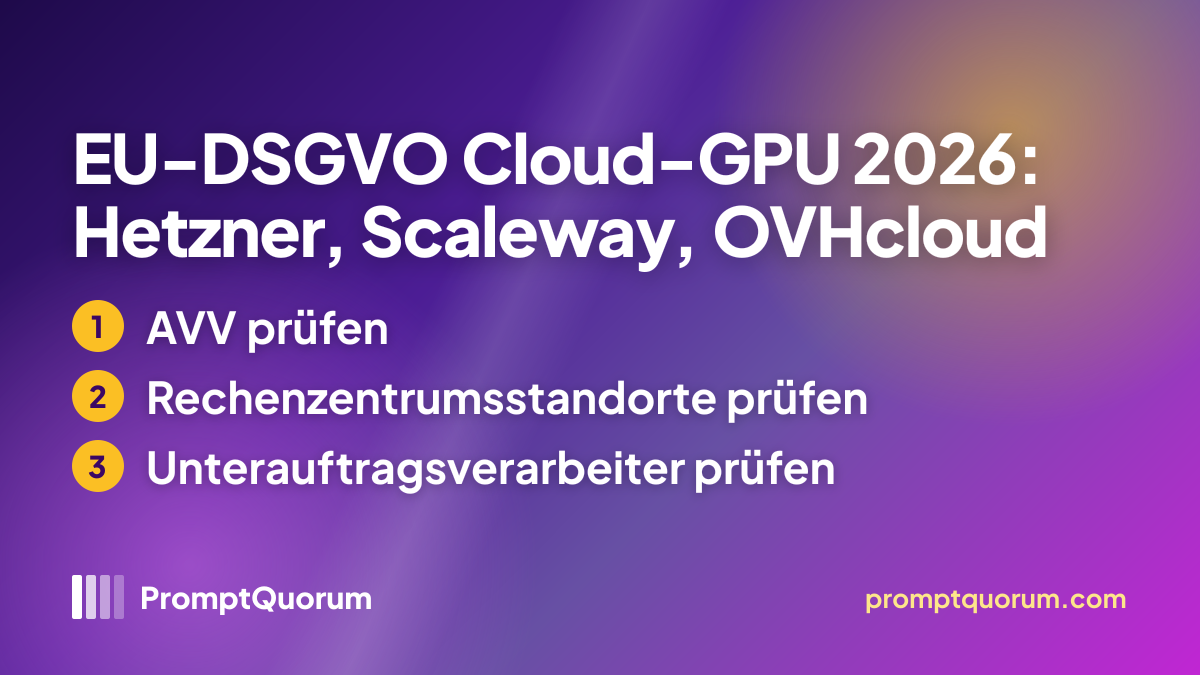 EU-DSGVO Cloud-GPU 2026:
Hetzner, Scaleway, OVHcloud
1 AVV prüfen
2 Rechenzentrumsstandorte prüfen
3 Unterauftragsverarbeiter prüfen
PromptQuorum
promptquorum.com